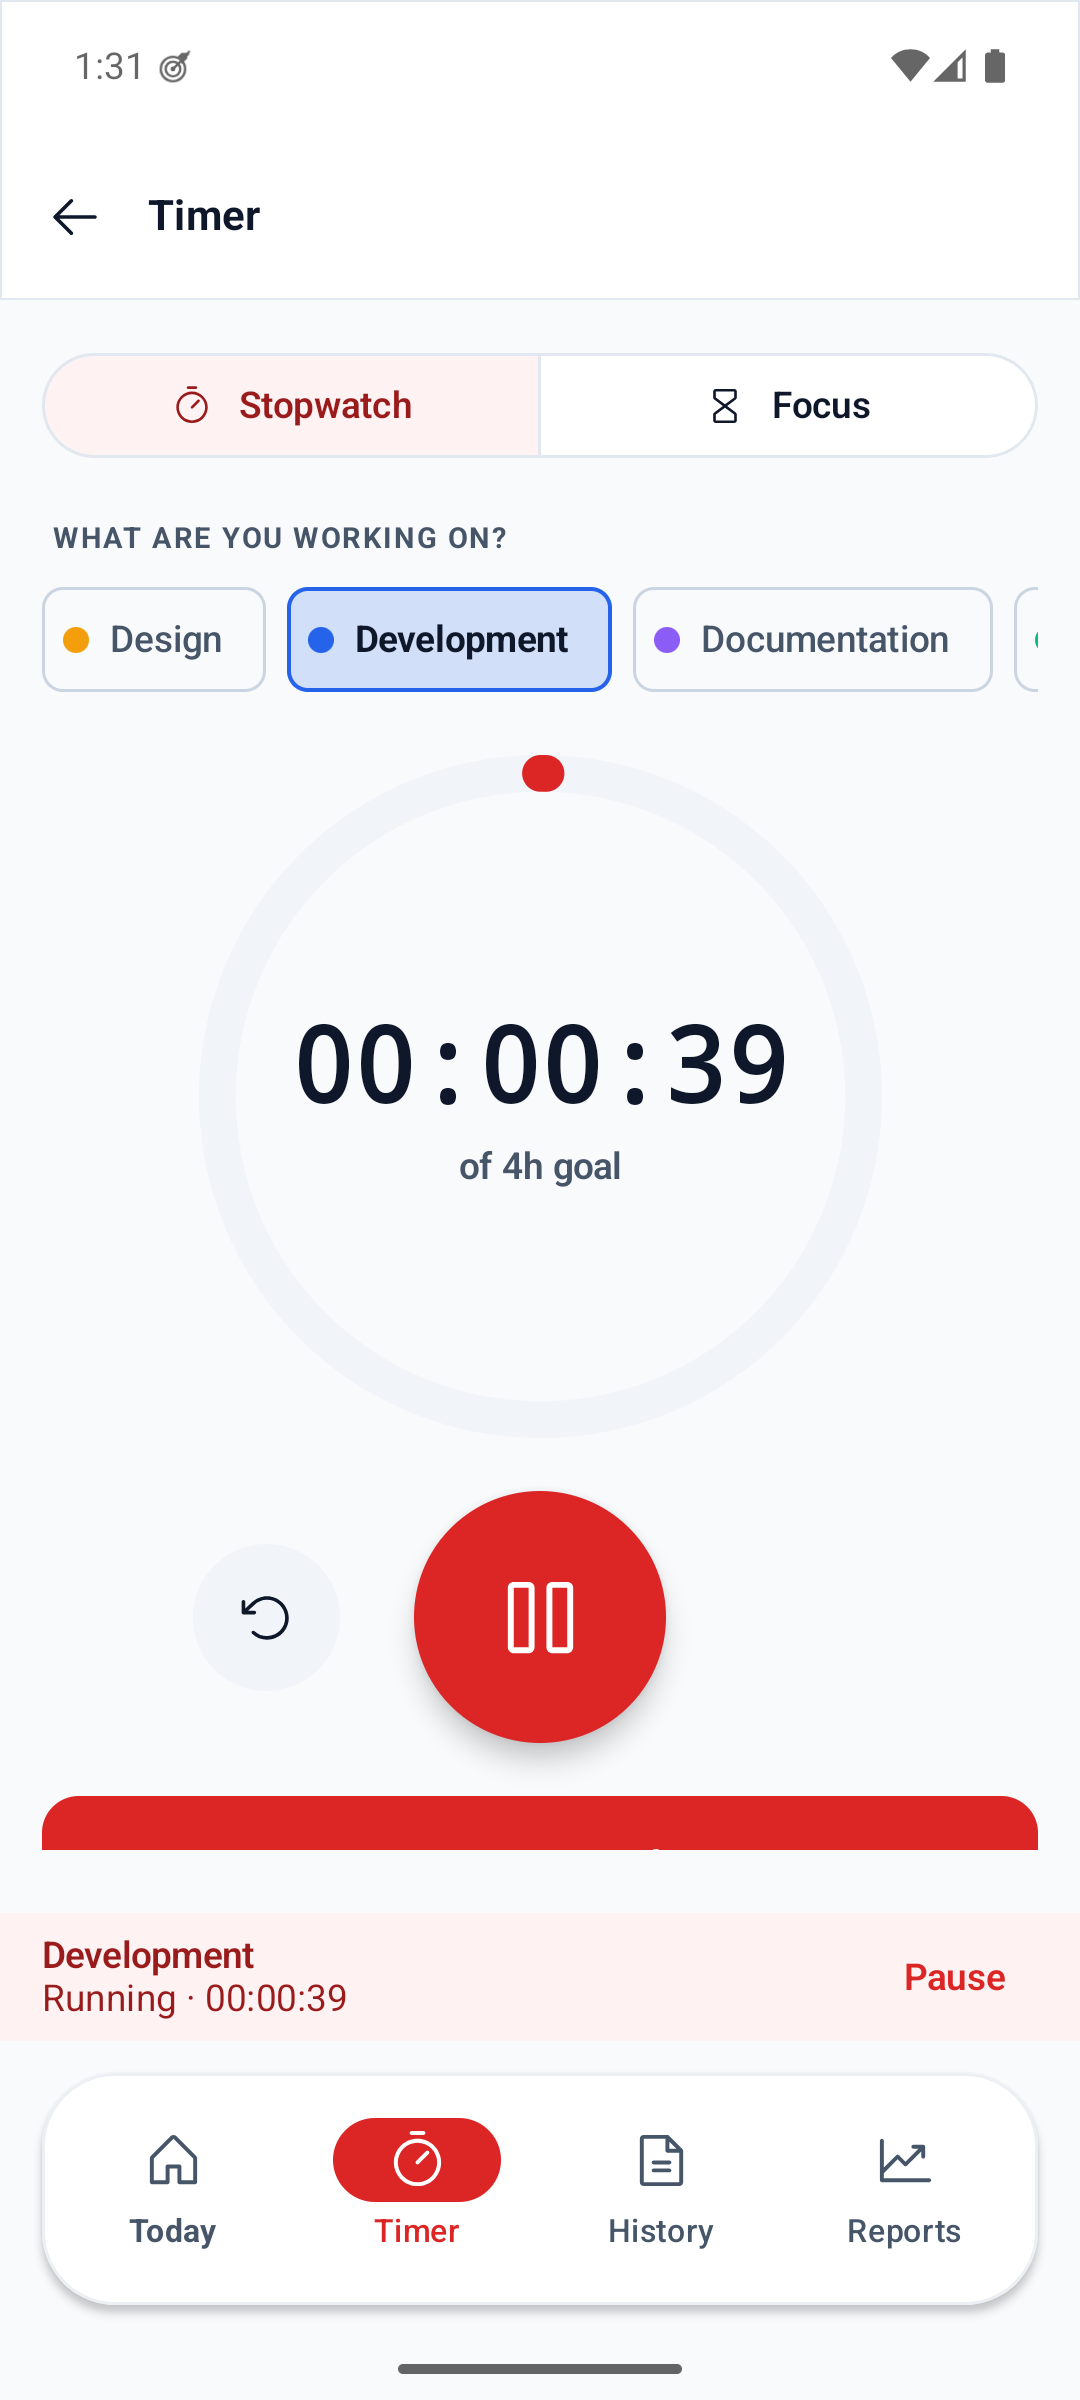 1:31
Timer
Stopwatch
Focus
WHAT ARE YOU WORKING ON?
Design
Development
Documentation
00:00:39
of 4h goal
Development
Running · 00:00:39
Pause
Today
Timer
History
Reports